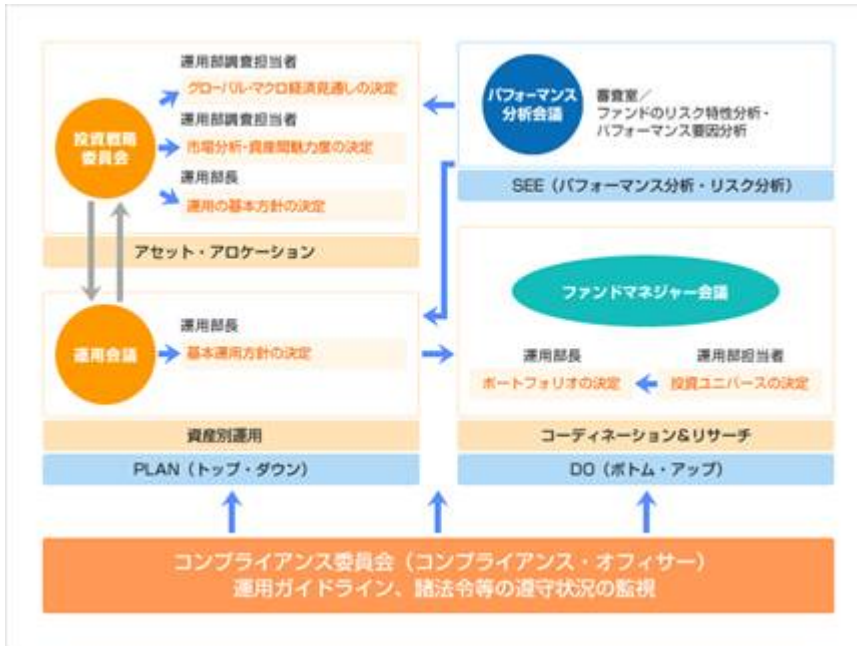 運用部調査担当者
グローバル・マクロ経済見通しの決定
投資戦略
委員会
運用部調査担当者
市場分析・資産間魅力度の決定
運用部長
運用の基本方針の決定
アセット・アロケーション
運用会議
運用部長
基本運用方針の決定
資産別運用
PLAN（トップ・ダウン）
パフォーマンス
分析会議
審査室／
ファンドのリスク特性分析・
パフォーマンス要因分析
SEE（パフォーマンス分析・リスク分析）
ファンドマネジャー会議
運用部長
ポートフォリオの決定
運用部担当者
投資ユニバースの決定
コーディネーション&リサーチ
DO（ボトム・アップ）
コンプライアンス委員会（コンプライアンス・オフィサー）
運用ガイドライン、諸法令等の遵守状況の監視